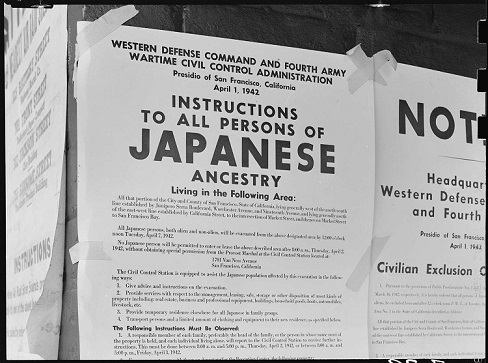 WESTERN DEFENSE COMMAND AND FOURTH ARMY
WARTIME CIVIL CONTROL ADMINISTRATION
Presidio of San Francisco, California
April 1, 1942
INSTRUCTIONS
TO ALL PERSONS OF
JAPANESE
ANCESTRY
Living in the Following Area:
All that portion of the City and County of San Francisco, State of California, lying generally west of the north-south
line established by Junipero Serra Boulevard, Worchester Avenue, and Nineteenth Avenue, and lying generally north
of the east-west line established by California Street, to the intersection of Market Street, and thence on Market Street
to San Francisco Bay.
All Japanese persons, both alien and non-alien, will be evacuated from the above designated area by 12:00 o'clock
noon Tuesday, April 7, 1942.
No Japanese person will be permitted to enter or leave the above described area after 8:00 a. m., Thursday, April 2,
1942, without obtaining special permission from the Provost Marshal at the Civil Control Station located at:
1701 Van Ness Avenue
San Francisco, California
The Civil Control Station is equipped to assist the Japanese population affected by this evacuation in the follow-
ing ways:
1. Give advice and instructions on the evacuation.
2. Provide services with respect to the management, leasing, sale, storage or other disposition of most kinds of
property including real estate, business and professional equipment, buildings, household goods, boats, automobiles,
livestock, etc.
3. Provide temporary residence elsewhere for all Japanese in family groups.
4. Transport persons and a limited amount of clothing and equipment to their new residence, as specified below.
The Following Instructions Must Be Observed:
1. A responsible member of each family, preferably the head of the family, or the person in whose name most of
the property is held, and each individual living alone, will report to the Civil Control Station to receive further in-
structions. This must be done between 8:00 a. m. and 5:00 p. m., Thursday, April 2, 1942, or between 8:00 a. m. and
5:00 p. m., Friday, April 3, 1942.
NOT
Headquar
Western Defense
and Fourth
Presidio of San Franc
April 1, 1942
Civilian Exclusion O